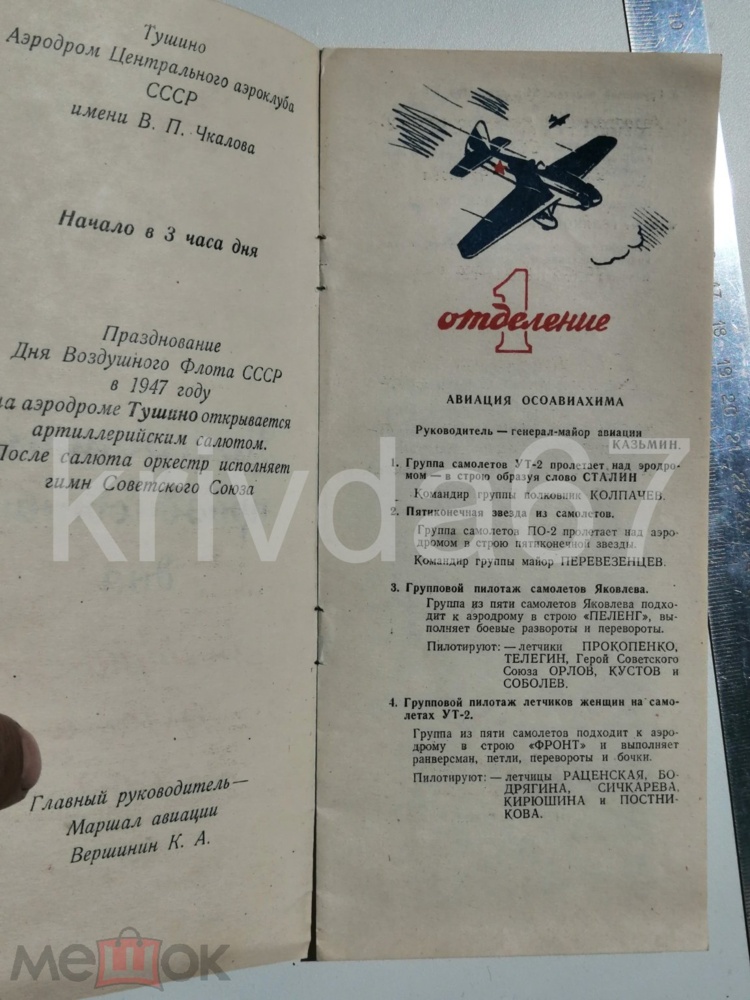 Тушино
Аэродром Центрального аэроклуба
СССР
имени В. П. Чкалова
Начало в 3 часа дня
Празднование
Дня Воздушного Флота СССР
в 1947 году
на аэродроме Тушино открывается
артиллерийским салютом.
После салюта оркестр исполняет
гимн Советского Союза
Главный руководитель—
Маршал авиации
Вершинин К. А.
1
отделение
АВИАЦИЯ ОСОАВИАХИМА
Руководитель — генерал-майор авиации
КАЗЬМИН.
1. Группа самолетов УТ-2 пролетает над эродро-
мом — в строю образуя слово СТАЛИН
Командир группы полковник КОЛПАЧЕВ.
2. Пятиконечная звезда из самолетов.
Группа самолетов ПО-2 пролетает над аэро-
дромом в строю пятиконечной звезды.
Командир группы майор ПЕРЕВЕЗЕНЦЕВ.
3. Групповой пилотаж самолетов Яковлева.
Группа из пяти самолетов Яковлева подхо-
дит к аэродрому в строю «ПЕЛЕНГ», вы-
полняет боевые развороты и перевороты.
Пилотируют: — летчики ПРОКОПЕНКО,
ТЕЛЕГИН, Герой Советского
Союза ОРЛОВ, КУСТОВ и
СОБОЛЕВ.
4. Групповой пилотаж летчиков женщин на само-
летах УТ-2.
Группа из пяти самолетов подходит к аэро-
дрому в строю «ФРОНТ» и выполняет
ранверсман, петли, перевороты и бочки.
Пилотируют: — летчицы РАЦЕНСКАЯ, БО-
ДРЯГИНА, СИЧКАРЕВА,
КИРЮШИНА и ПОСТНИ-
КОВА.
krivda67
мешок
10
17
18
19
20